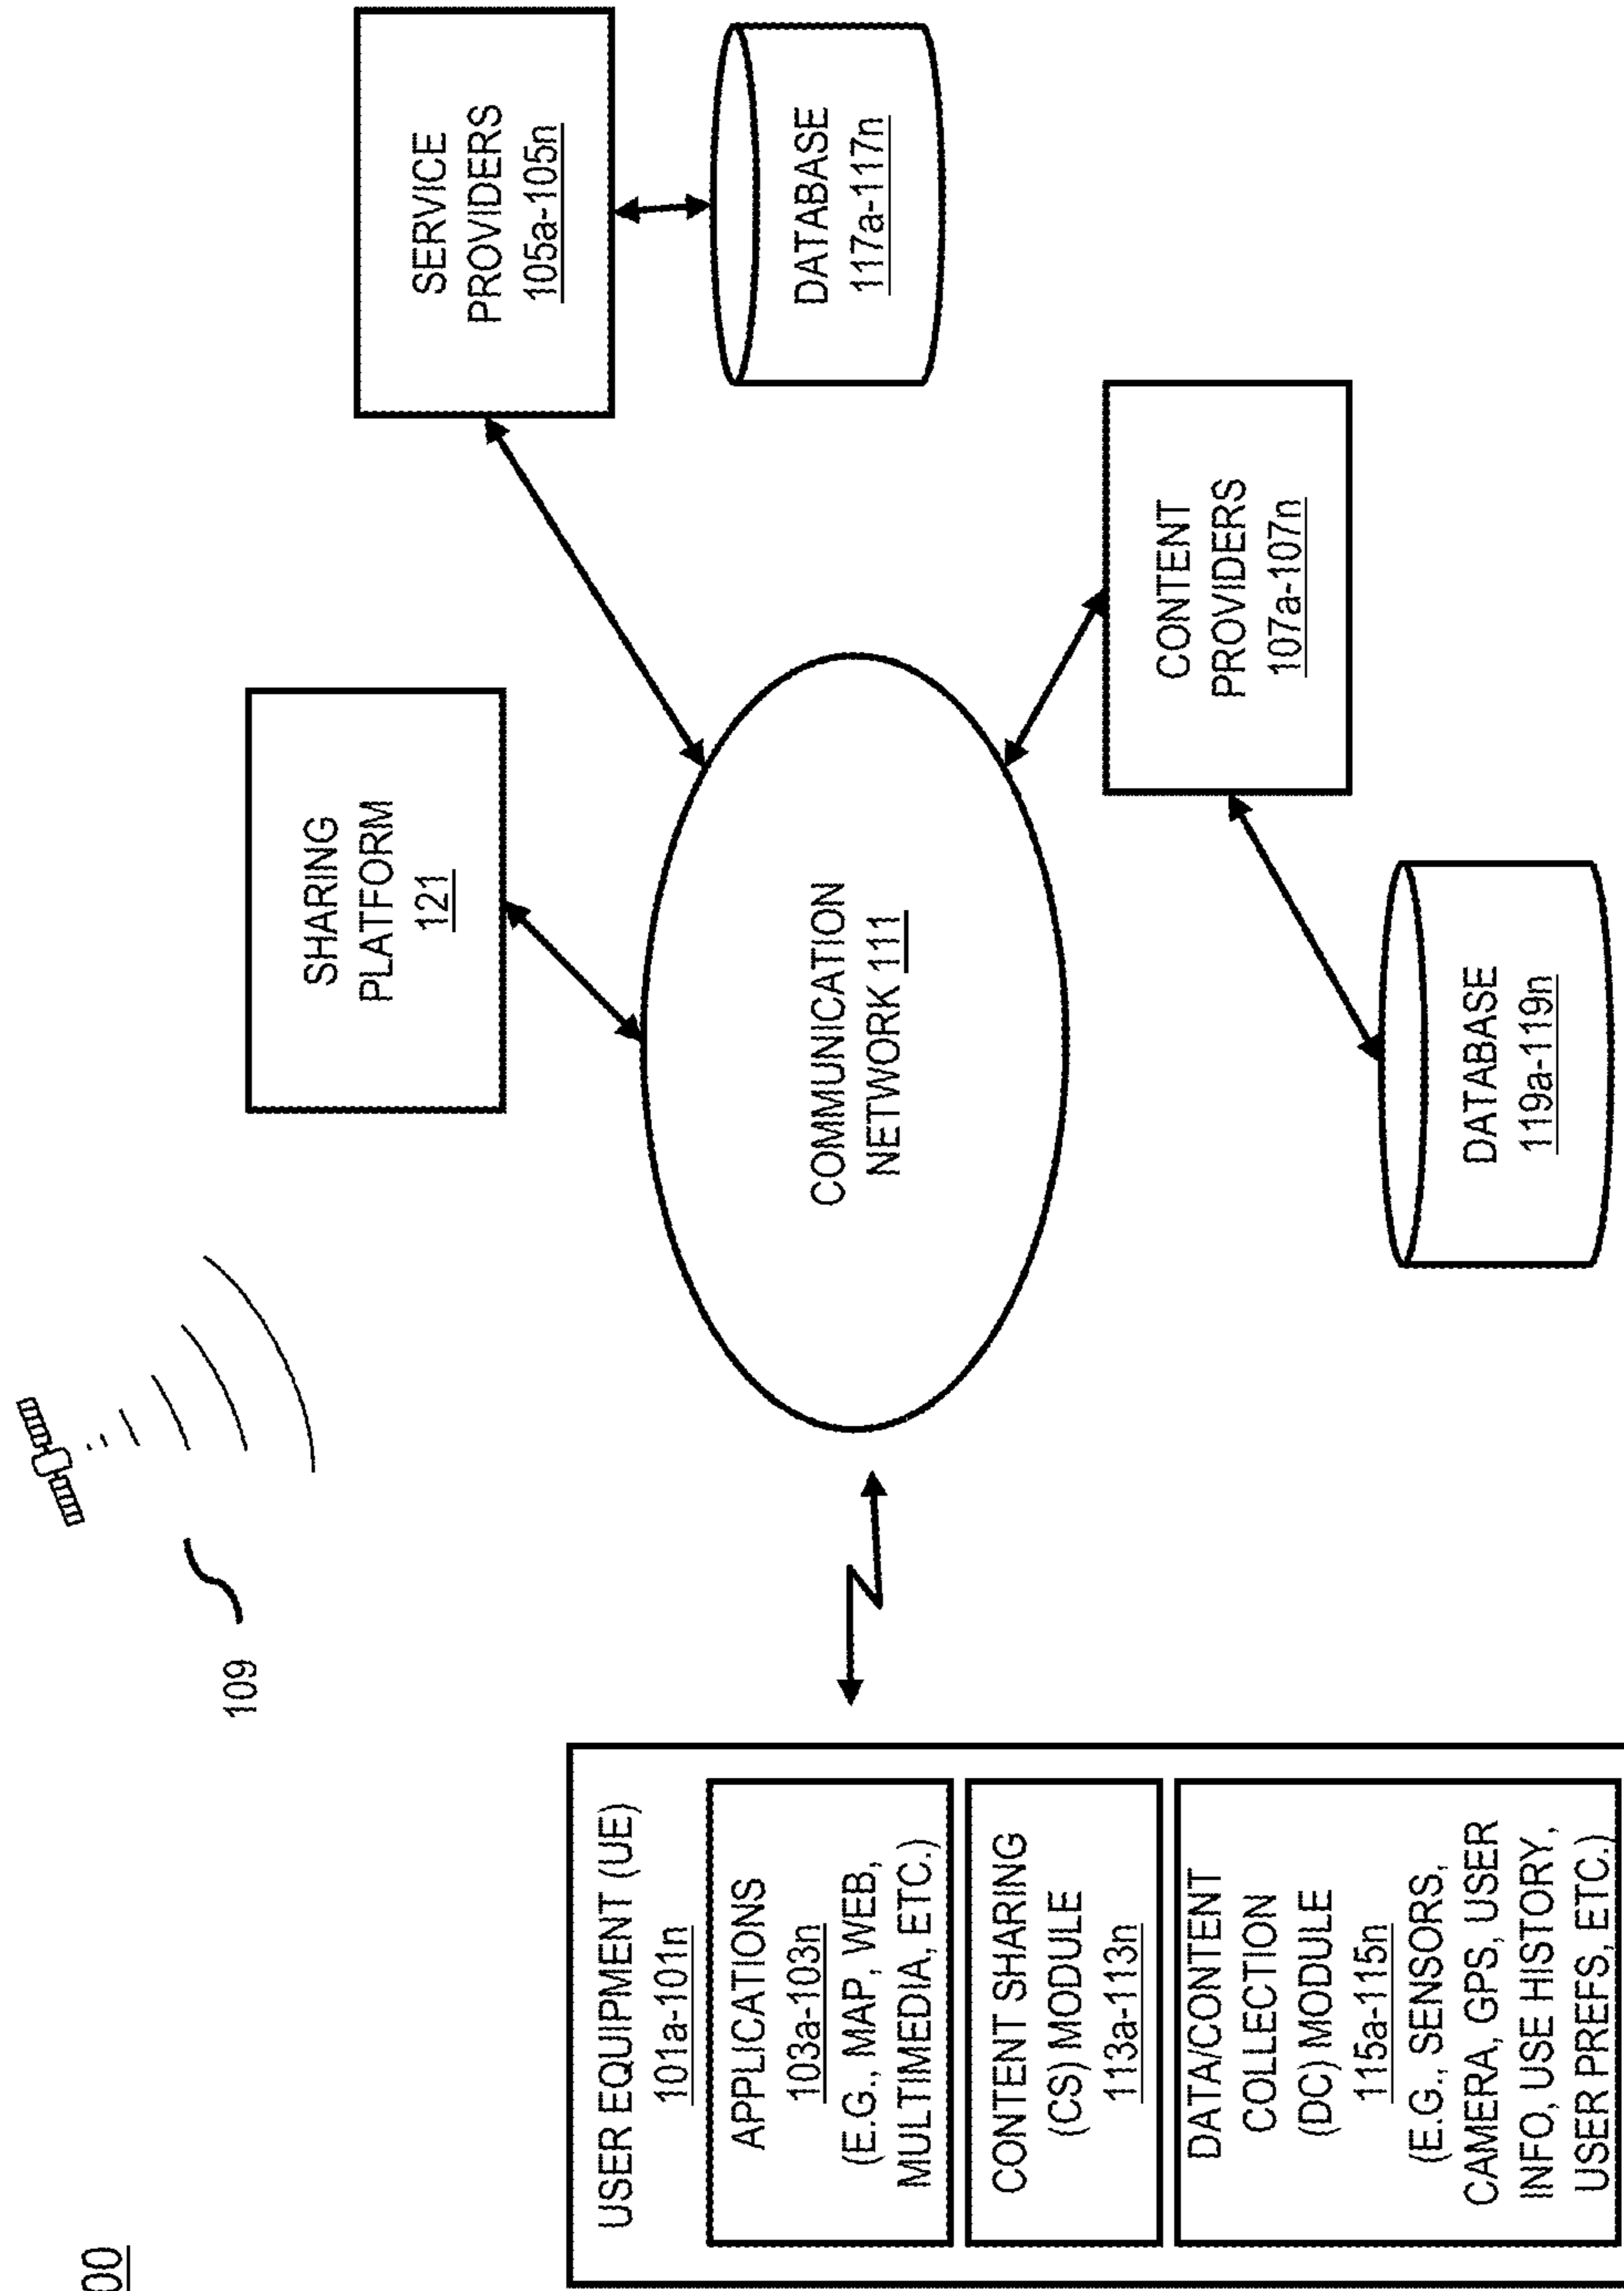 00
109
USER EQUIPMENT (UE)
101a-101n
APPLICATIONS
103a-103n
(E.G., MAP, WEB,
MULTIMEDIA, ETC.)
CONTENT SHARING
(CS) MODULE
113a-113n
DATA/CONTENT
COLLECTION
(DC) MODULE
115a-115n
(E.G., SENSORS,
CAMERA, GPS, USER
INFO, USE HISTORY,
USER PREFS, ETC.)
SHARING
PLATFORM
121
COMMUNICATION
NETWORK 111
SERVICE
PROVIDERS
105a-105n
DATABASE
117a-117n
CONTENT
PROVIDERS
107a-107n
DATABASE
119a-119n